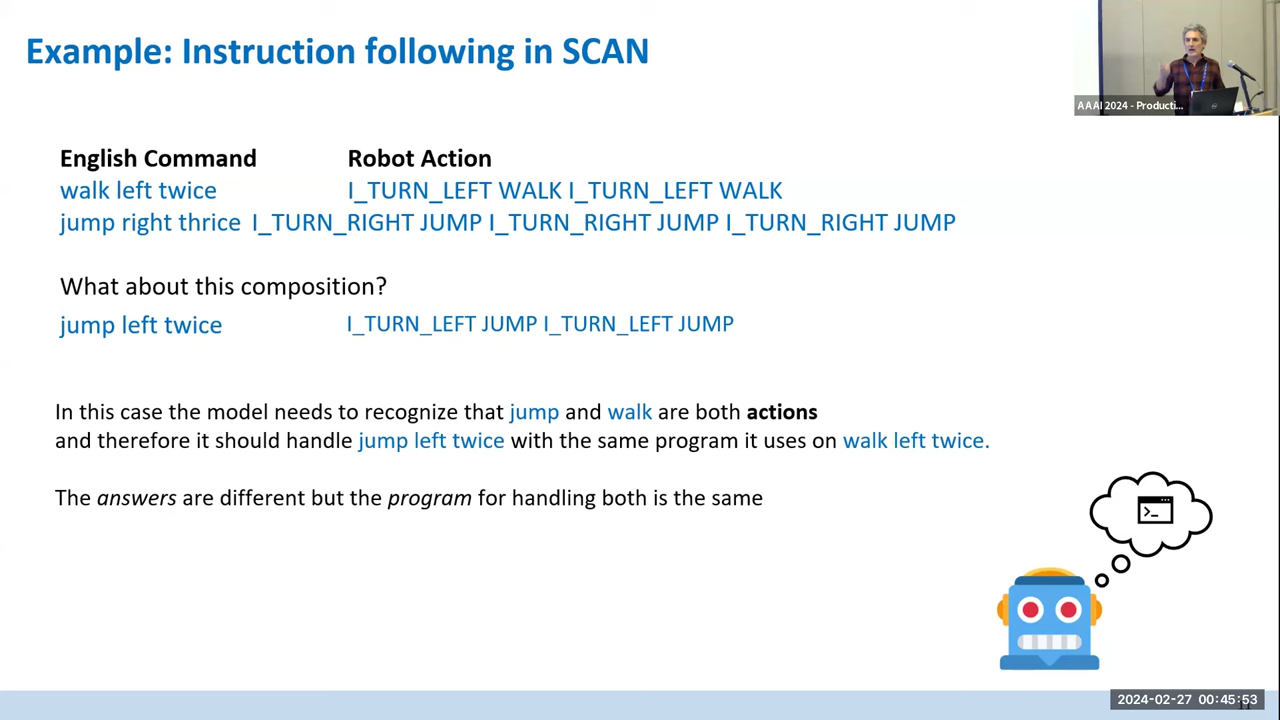 Example: Instruction following in SCAN
AAAI 2024 - Producti...
English Command Robot Action
walk left twice I_TURN_LEFT WALK I_TURN_LEFT WALK
jump right thrice I_TURN_RIGHT JUMP I_TURN_RIGHT JUMP I_TURN_RIGHT JUMP
What about this composition?
jump left twice I_TURN_LEFT JUMP I_TURN_LEFT JUMP
In this case the model needs to recognize that jump and walk are both actions
and therefore it should handle jump left twice with the same program it uses on walk left twice.
The answers are different but the program for handling both is the same
>_
2024-02-27 00:45:53